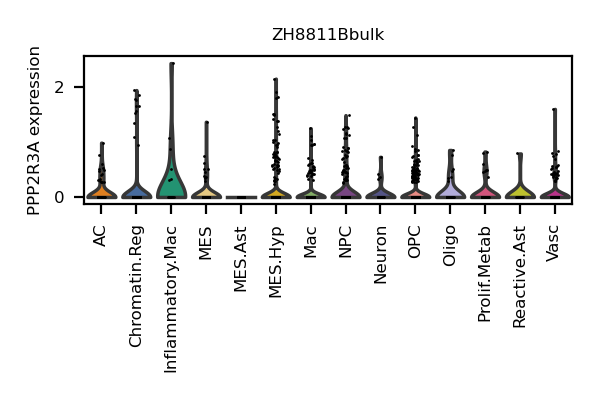 ZH8811Bbulk
PPP2R3A expression
2
0
AC
Chromatin.Reg
Inflammatory.Mac
MES
MES.Ast
MES.Hyp
Mac
NPC
Neuron
OPC
Oligo
Prolif.Metab
Reactive.Ast
Vasc